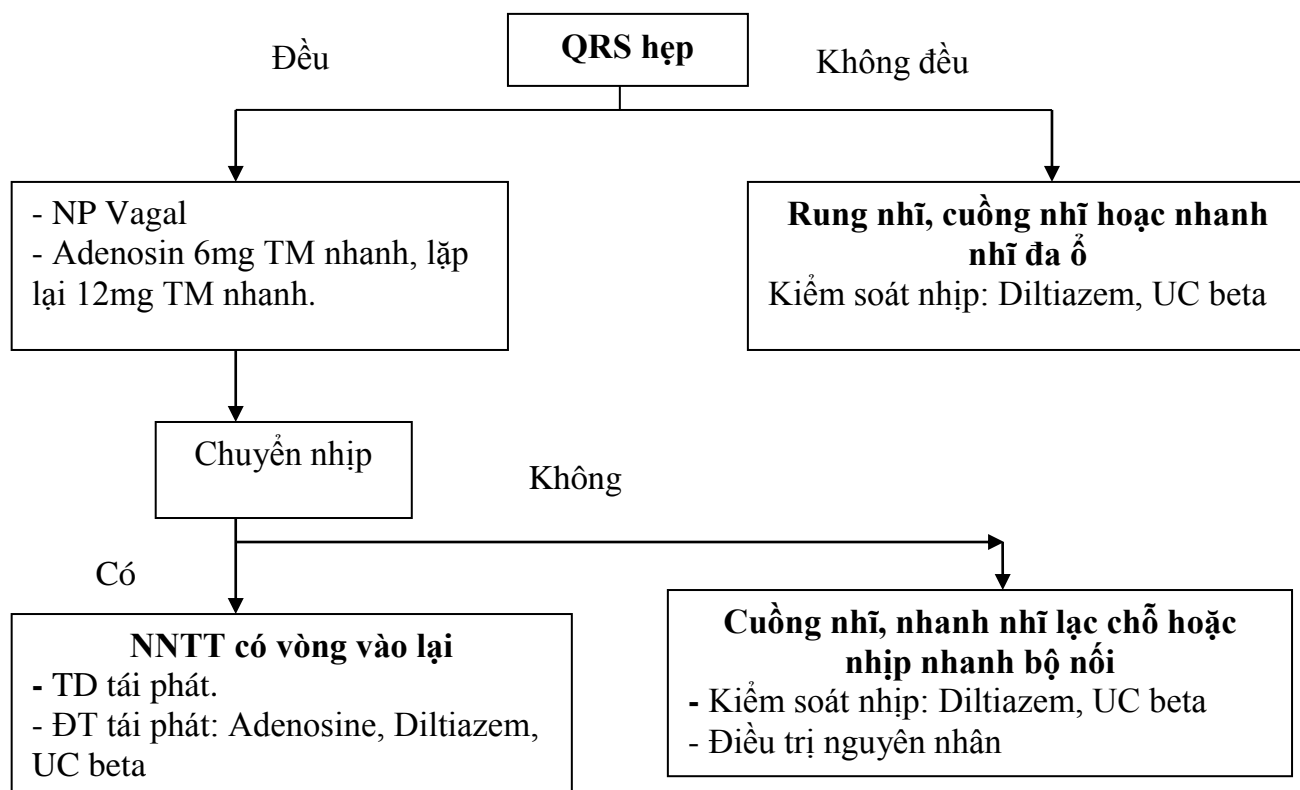 QRS hẹp
Đều
Không đều
- NP Vagal
- Adenosin 6mg TM nhanh, lặp
lại 12mg TM nhanh.
Rung nhĩ, cuồng nhĩ hoạc nhanh
nhĩ đa ổ
Kiểm soát nhịp: Diltiazem, UC beta
Chuyển nhịp
Không
Có
NNTT có vòng vào lại
- TD tái phát.
- ĐT tái phát: Adenosine, Diltiazem,
UC beta
Cuồng nhĩ, nhanh nhĩ lạc chỗ hoặc
nhịp nhanh bộ nối
- Kiểm soát nhịp: Diltiazem, UC beta
- Điều trị nguyên nhân